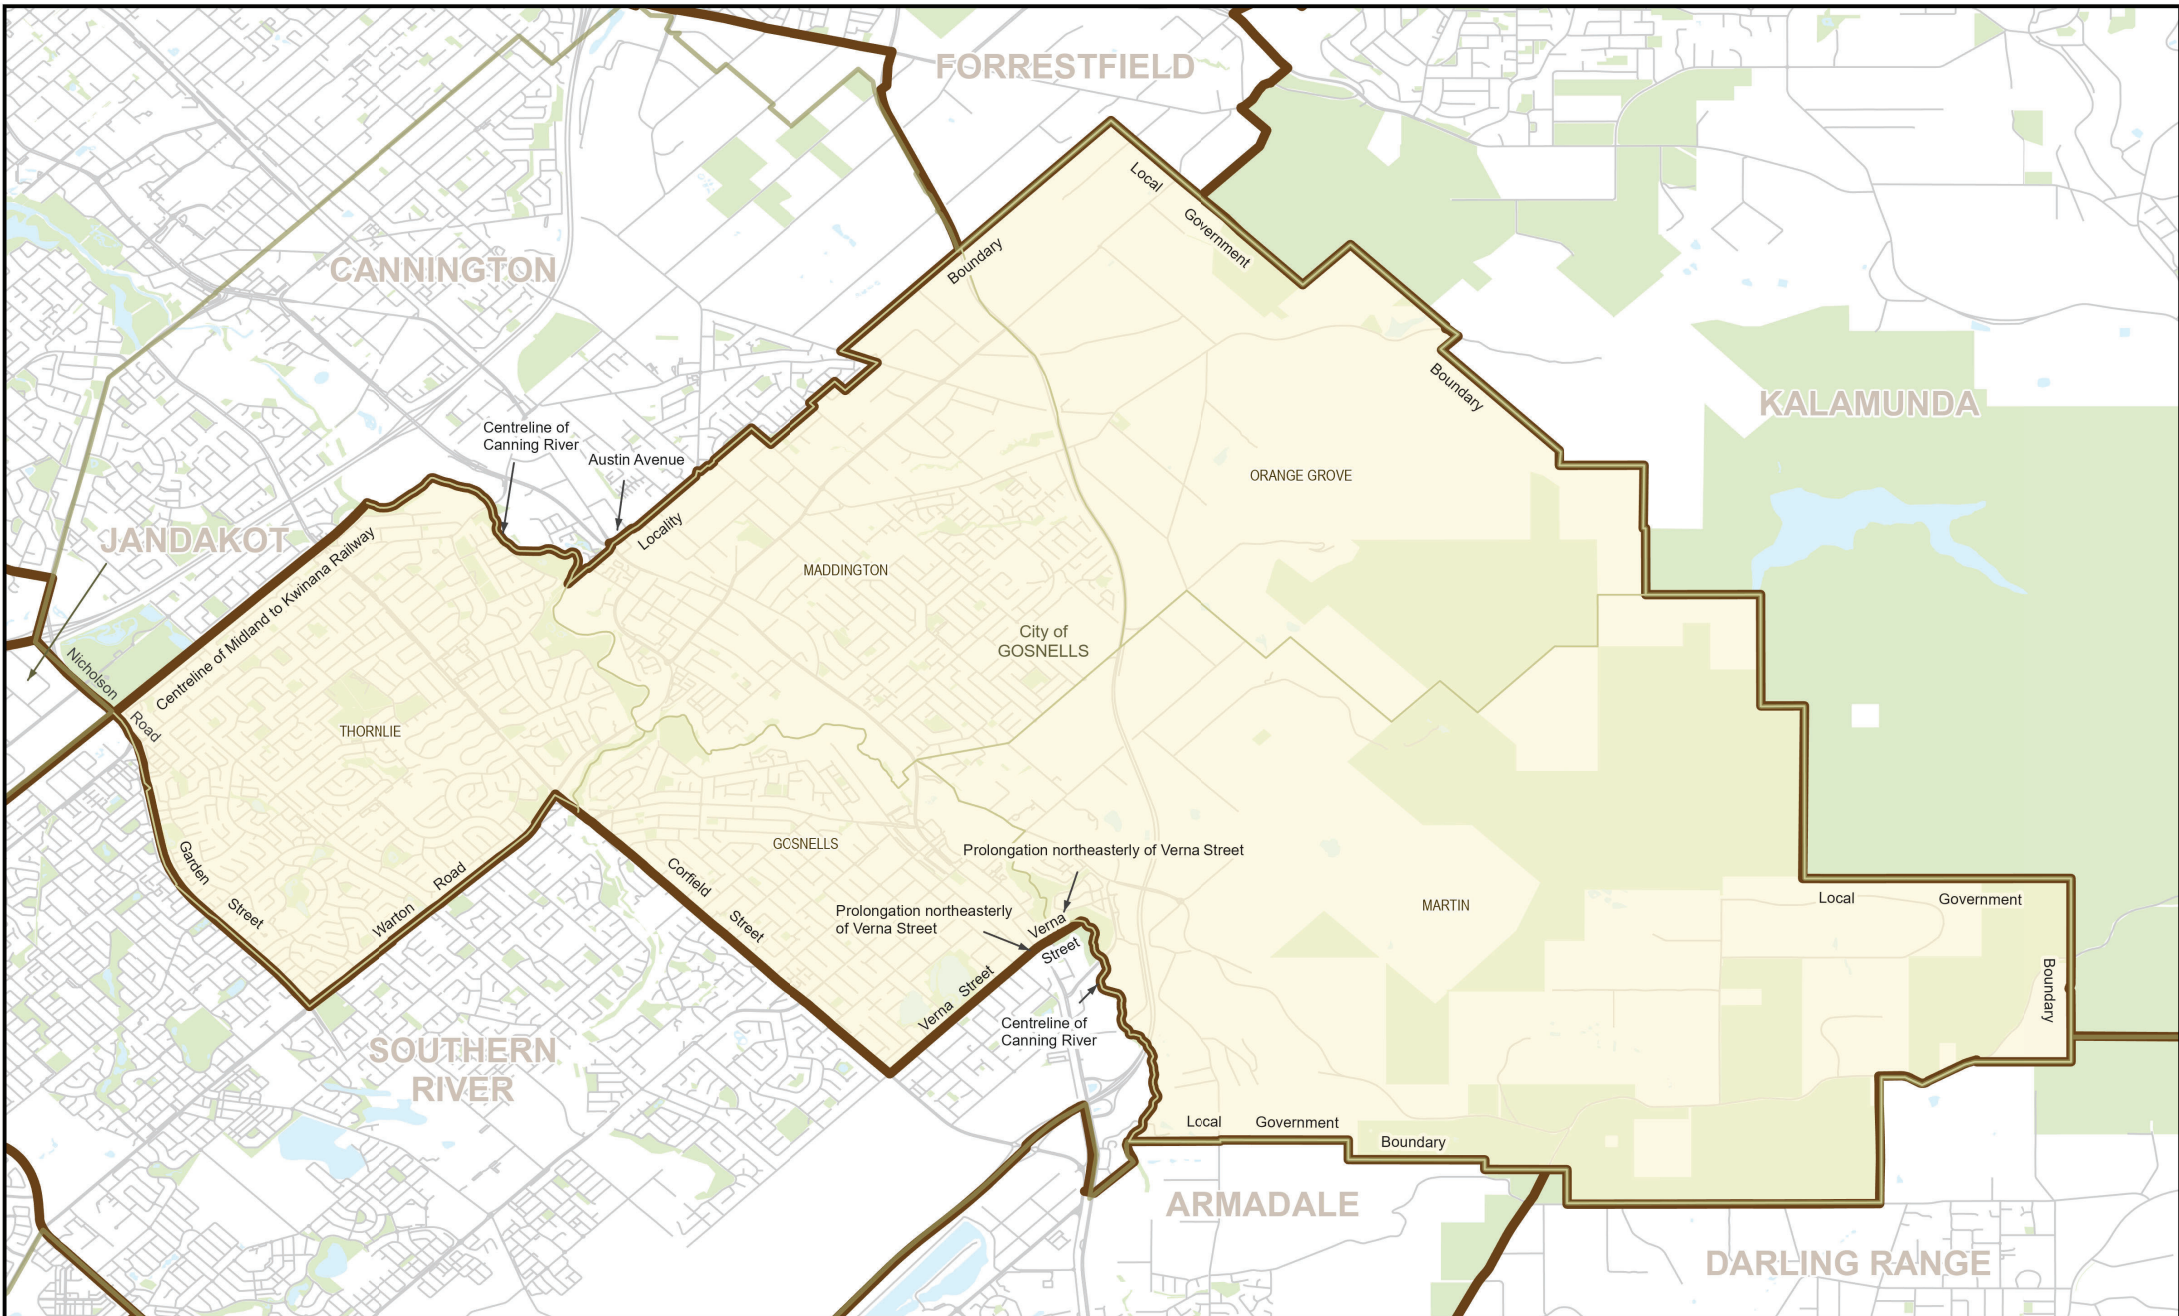 FORRESTFIELD
Local
Government
Boundary
CANNINGTON
Boundary
KALAMUNDA
Centreline of
Canning River
Austin Avenue
ORANGE GROVE
JANDAKOT
Locality
Centreline of Midland to Kwinana Railway
MADDINGTON
City of
GOSNELLS
Nicholson
Road
THORNLIE
GOSNELLS
Prolongation northeasterly of Verna Street
Garden
Street
Warton
Road
Corfield
Street
Prolongation northeasterly
of Verna Street
Verna
Street
MARTIN
Local
Government
Boundary
Verna
Street
Centreline of
Canning River
SOUTHERN
RIVER
Local
Government
Boundary
ARMADALE
DARLING RANGE